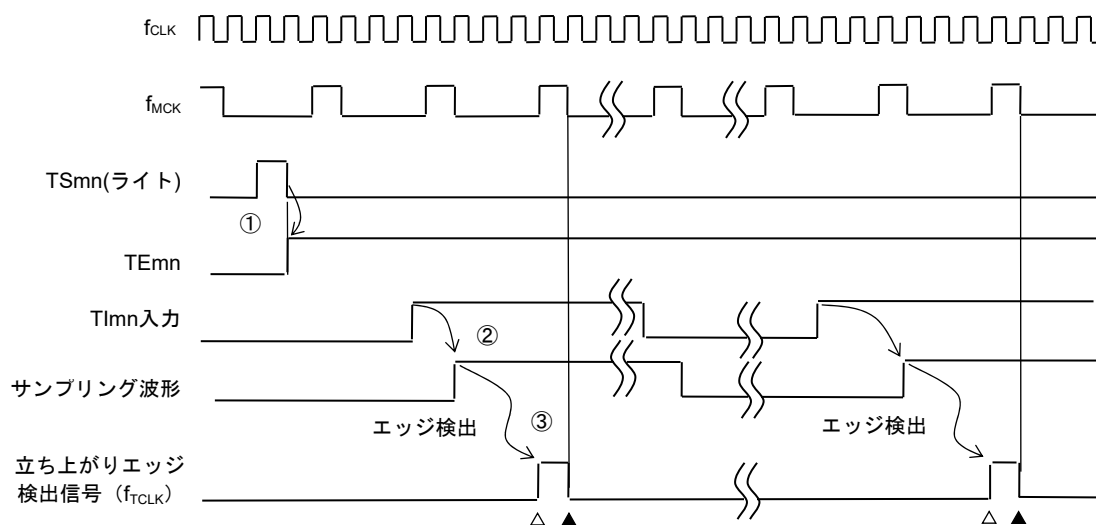 fCLK
fMCK
TSmn(ライト)
①
TEmn
TImn入力
②
サンプリング波形
エッジ検出
③
エッジ検出
立ち上がりエッジ
検出信号（fTCLK）
△ ▲ △ ▲